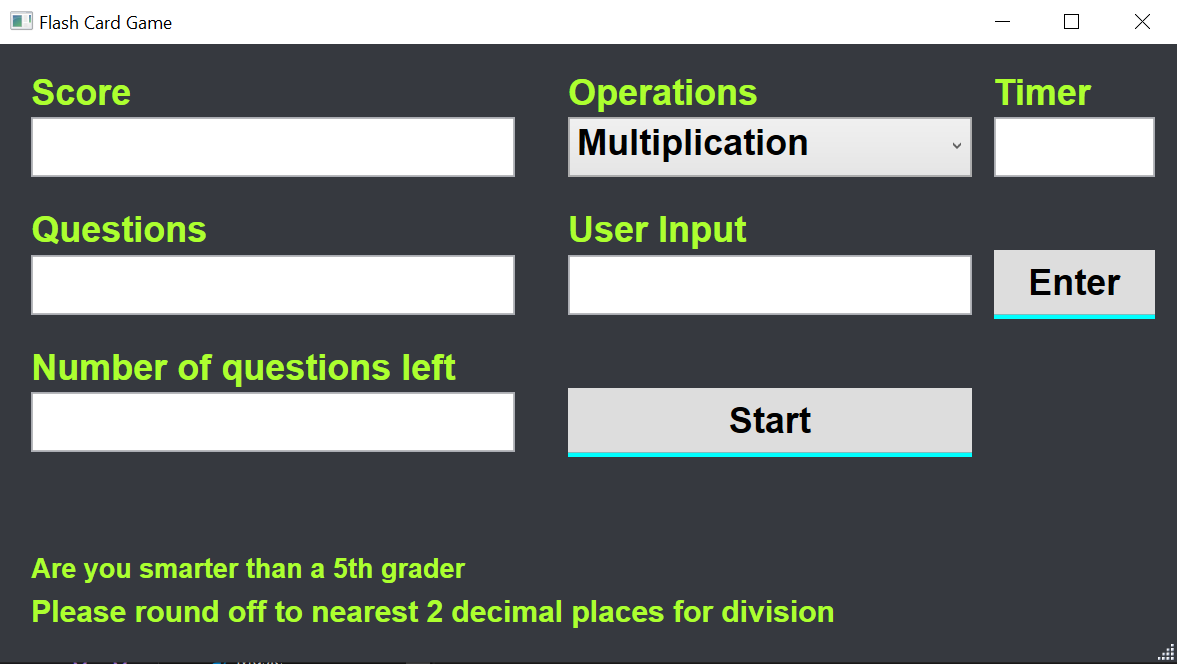 Flash Card Game
Score
Operations
Timer
Multiplication
Questions
User Input
Enter
Number of questions left
Start
Are you smarter than a 5th grader
Please round off to nearest 2 decimal places for division